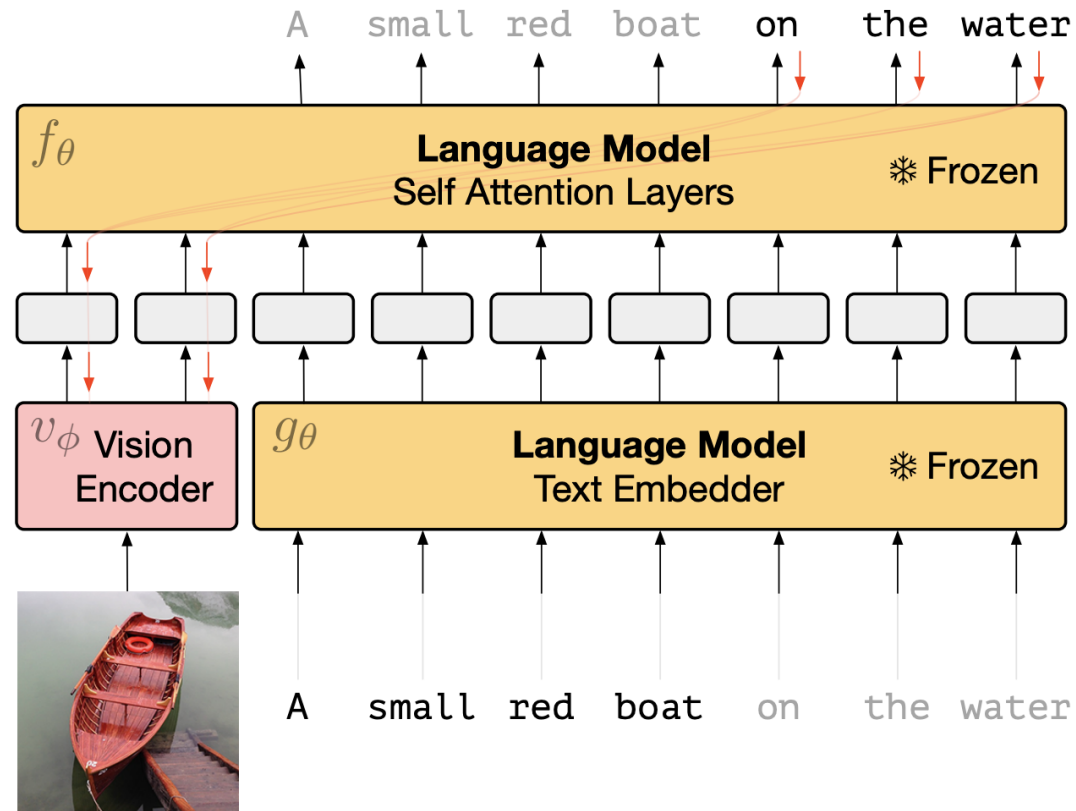 A small red boat on the water
fθ
Language Model
Self Attention Layers
❄ Frozen
vϕ
Vision
Encoder
gθ
Language Model
Text Embedder
❄ Frozen
A small red boat on the water